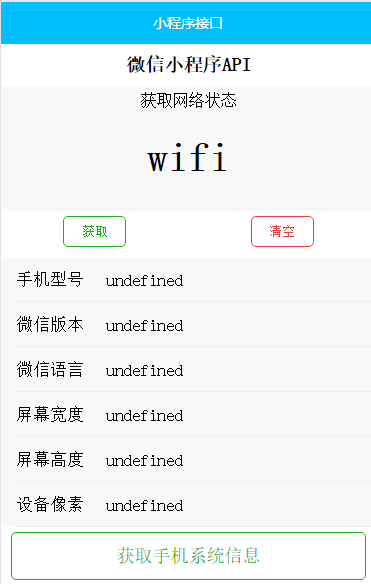 小程序接口
微信小程序API
获取网络状态
wifi
获取 清空
手机型号 undefined
微信版本 undefined
微信语言 undefined
屏幕宽度 undefined
屏幕高度 undefined
设备像素 undefined
获取手机系统信息